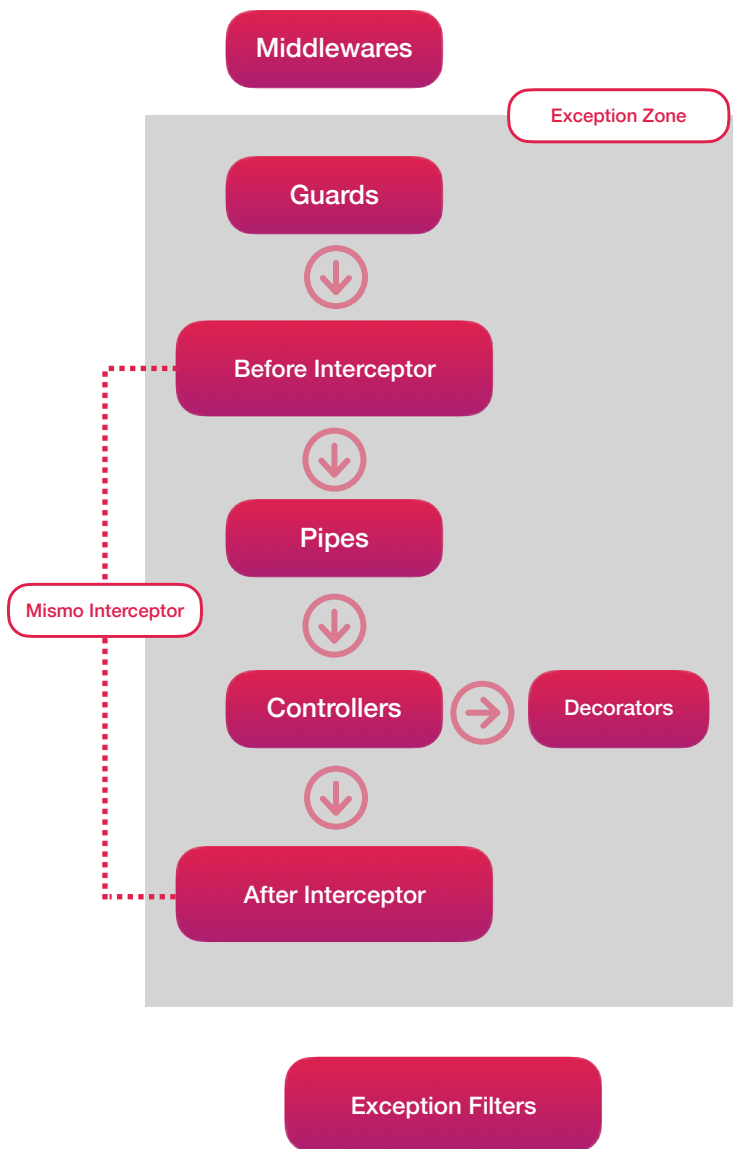 Middlewares
Exception Zone
Guards
Before Interceptor
Pipes
Mismo Interceptor
Controllers
Decorators
After Interceptor
Exception Filters